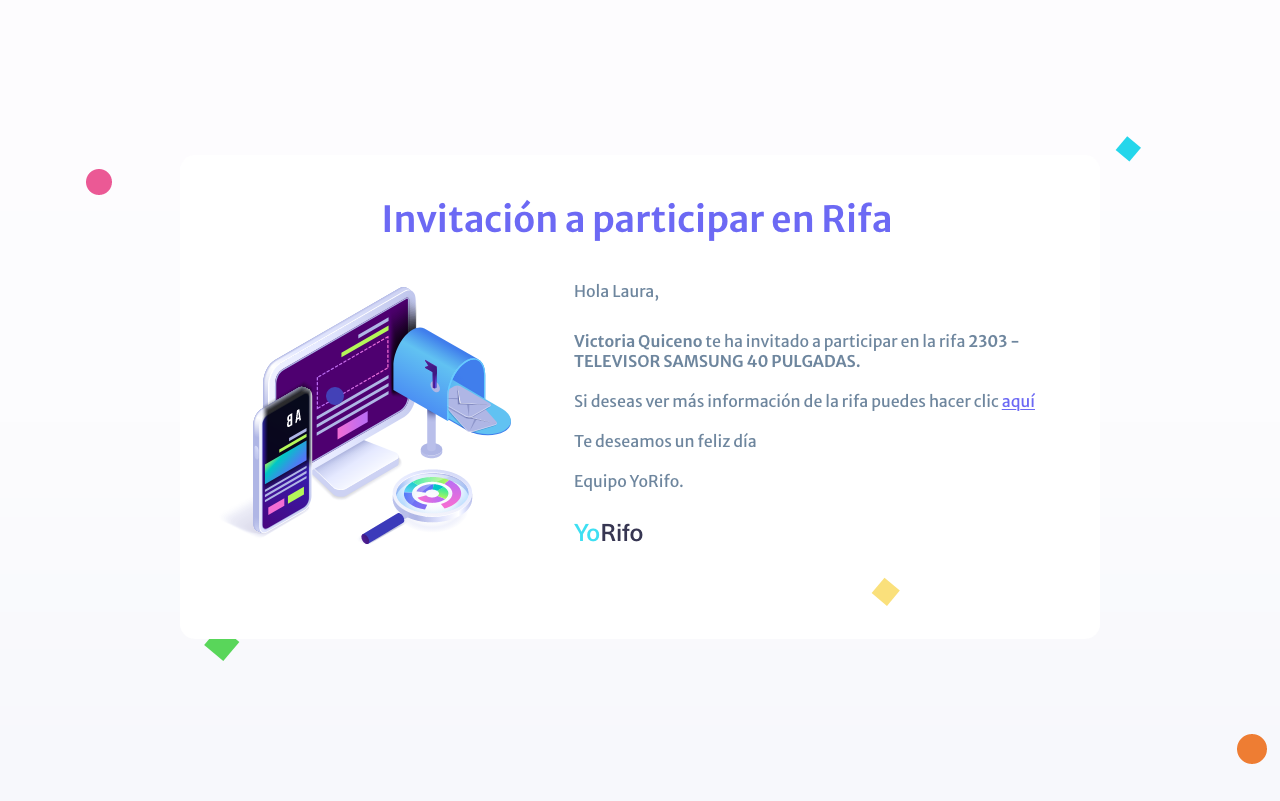 Invitación a participar en Rifa
Hola Laura,
Victoria Quiceno te ha invitado a participar en la rifa 2303 -
TELEVISOR SAMSUNG 40 PULGADAS.
Si deseas ver más información de la rifa puedes hacer clic aquí
Te deseamos un feliz día
Equipo YoRifo.
YoRifo